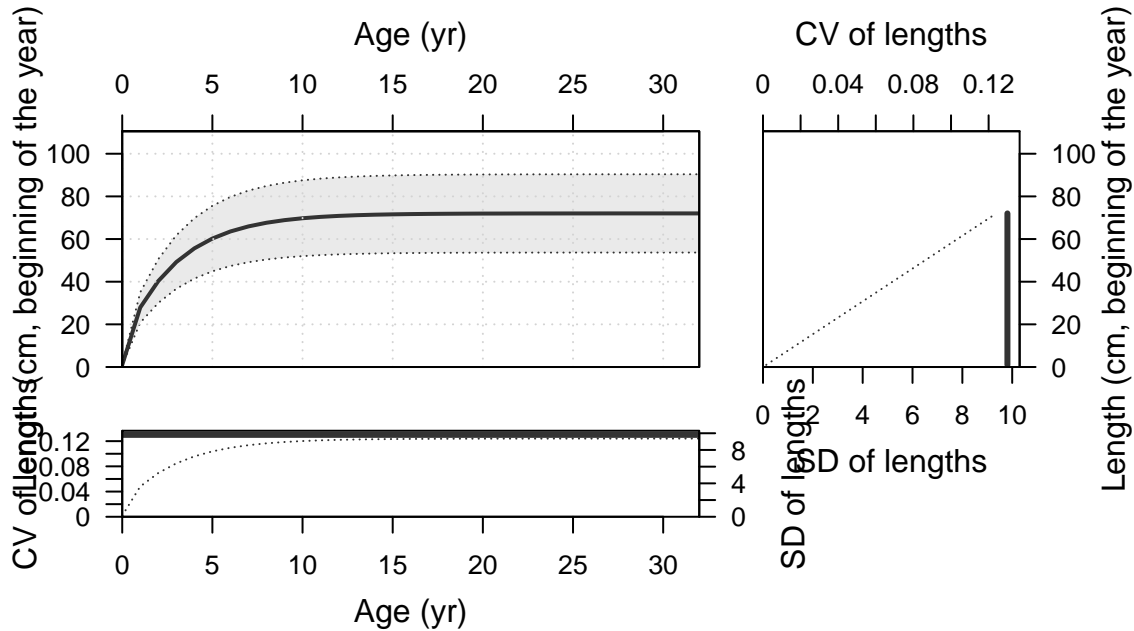 Age (yr)
0 5 10 15 20 25 30
CV of lengths
0 0.04 0.08 0.12
Length (cm, beginning of the year)
100
80
60
40
20
0
100
80
60
40
20
0
Length (cm, beginning of the year)
0 2 4 6 8 10
SD of lengths
CV of lengths
0.12
0.08
0.04
0
8
4
0
SD of lengths
0 5 10 15 20 25 30
Age (yr)